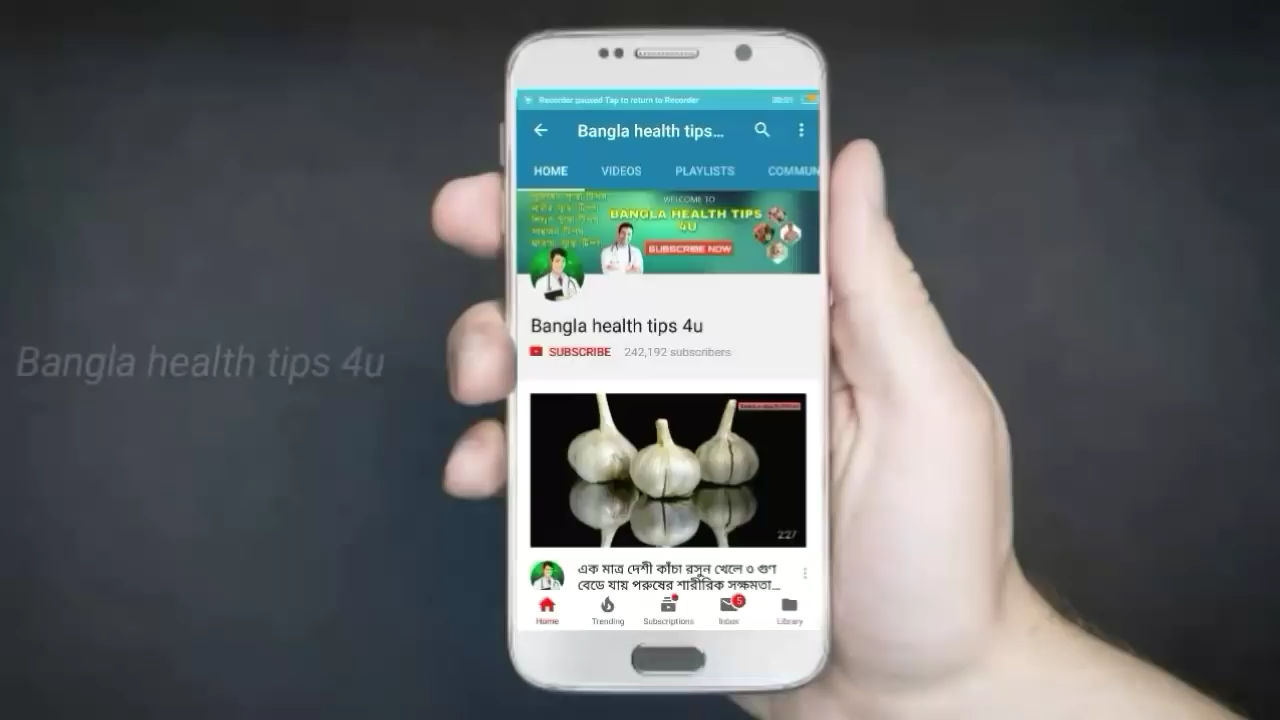 Recorder paused Tap to return to Recorder
Bangla health tips...
HOME VIDEOS PLAYLISTS COMMUN
WELCOME TO
BANGLA HEALTH TIPS
4U
SUBSCRIBE NOW
Bangla health tips 4u
SUBSCRIBE 242,192 subscribers
Bangla health tips 4u
2:27
এক মাত্র দেশী কাঁচা রসুন খেলে ৩ গুণ
বেড়ে যায় পরুষের শারীরিক সক্ষমতা...
5
Home Trending Subscriptions Inbox Library